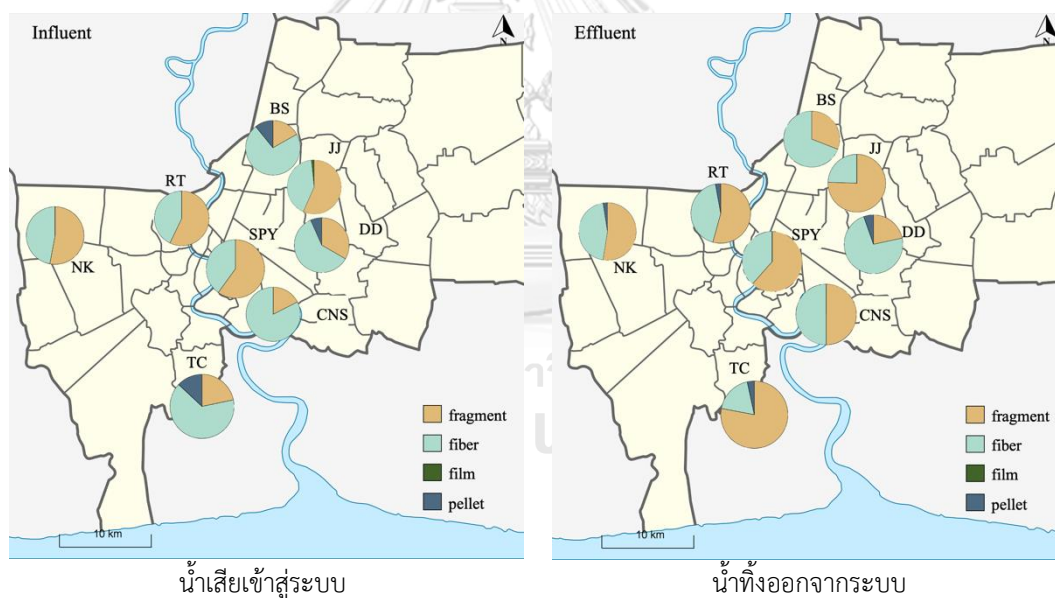 Influent
N
BS
JJ
RT
SPY
DD
NK
CNS
TC
fragment
fiber
film
pellet
10 km
น้ำเสียเข้าสู่ระบบ
Effluent
N
BS
JJ
RT
SPY
DD
NK
CNS
TC
fragment
fiber
film
pellet
10 km
น้ำทิ้งออกจากระบบ